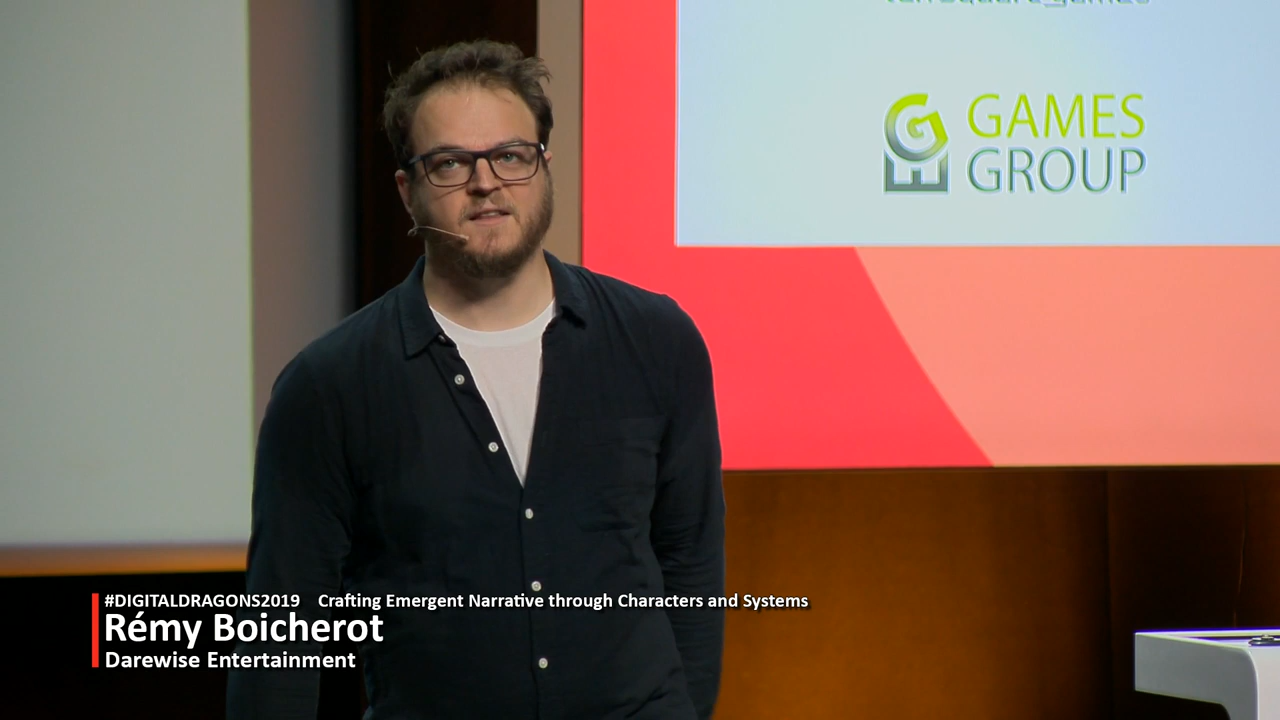 GAMES
GROUP
#DIGITALDRAGONS2019 Crafting Emergent Narrative through Characters and Systems
Rémy Boicherot
Darewise Entertainment